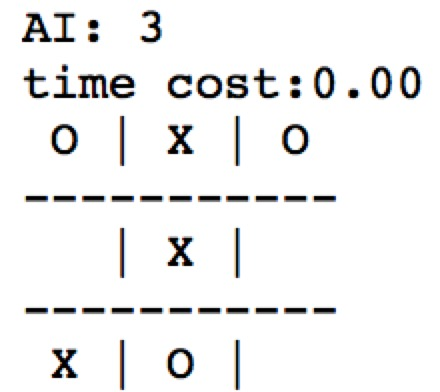 AI: 3
time cost:0.00
 O | X | O
-----------
   | X |
-----------
 X | O |